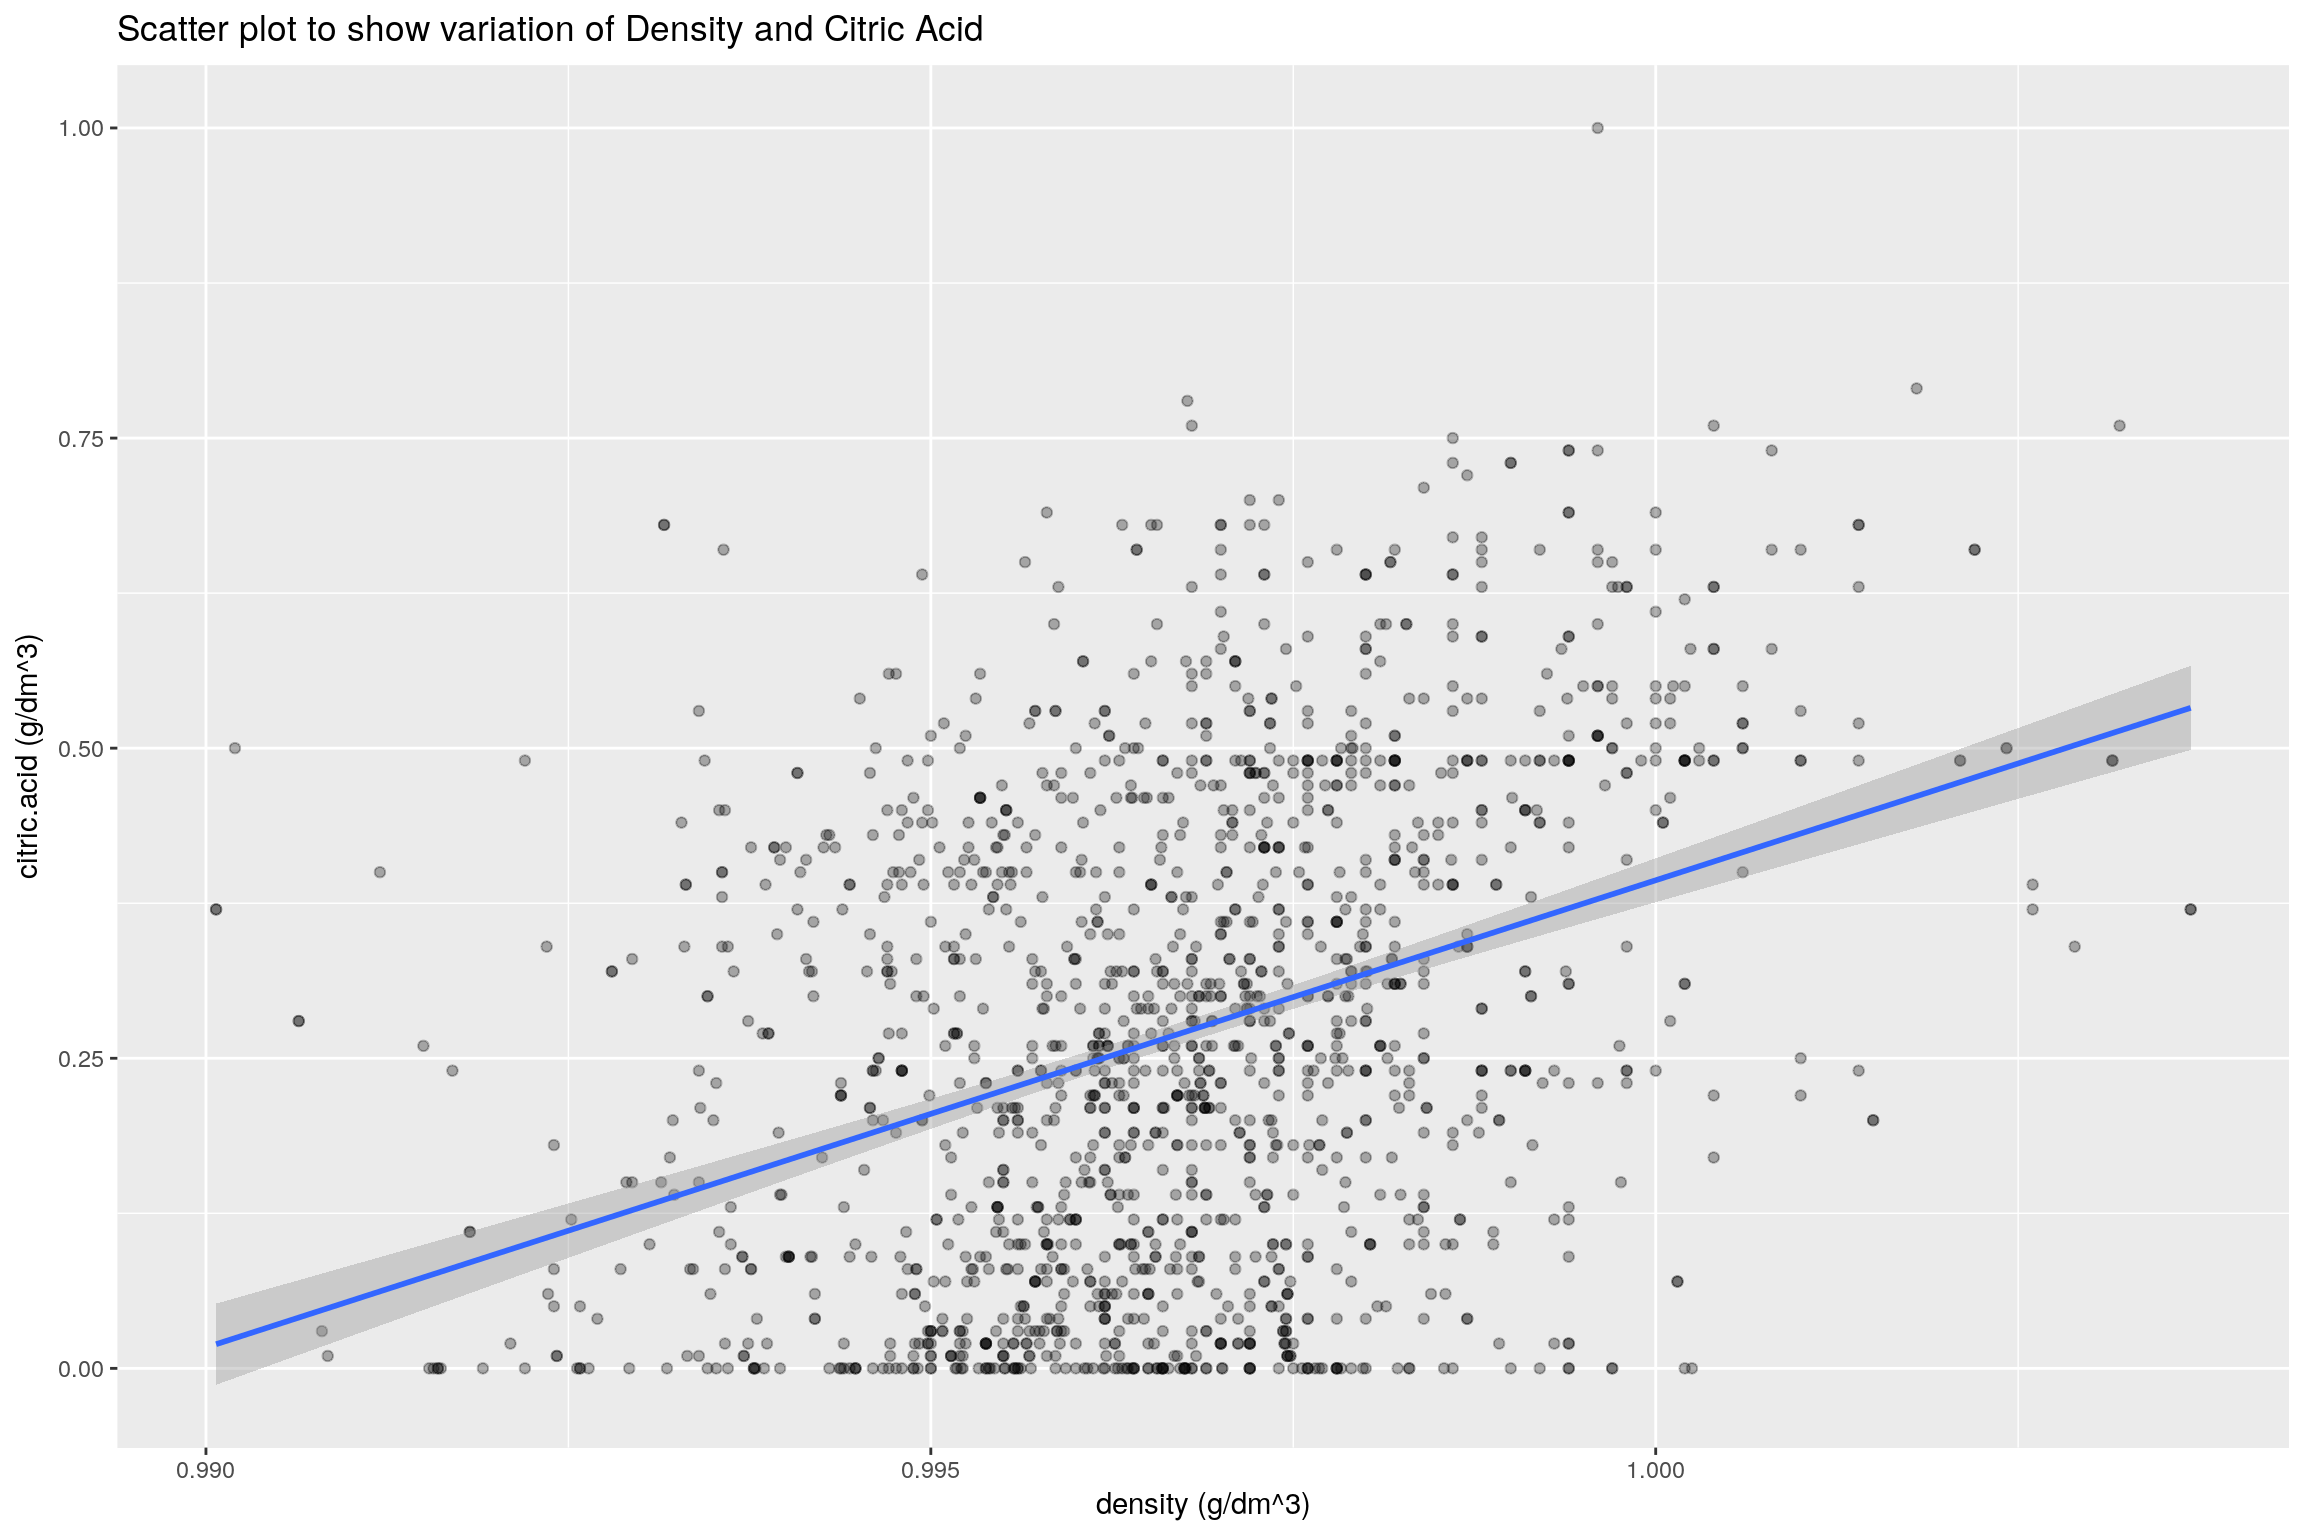 Scatter plot to show variation of Density and Citric Acid
citric.acid (g/dm^3)
1.00
0.75
0.50
0.25
0.00
0.990
0.995
1.000
density (g/dm^3)